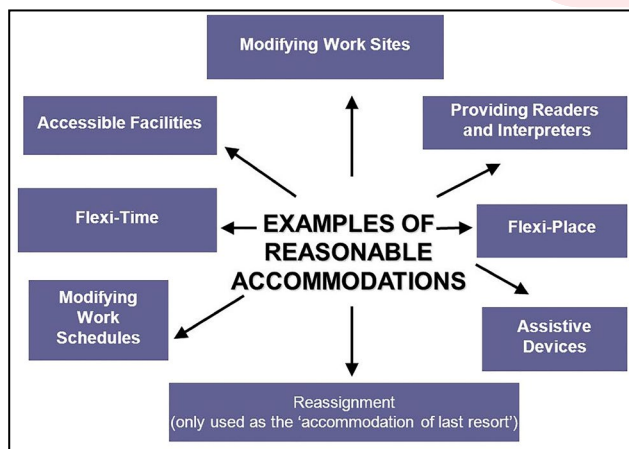 Modifying Work Sites
Accessible Facilities
Providing Readers
and Interpreters
Flexi-Time
EXAMPLES OF
REASONABLE
ACCOMMODATIONS
Flexi-Place
Modifying
Work
Schedules
Assistive
Devices
Reassignment
(only used as the ‘accommodation of last resort’)